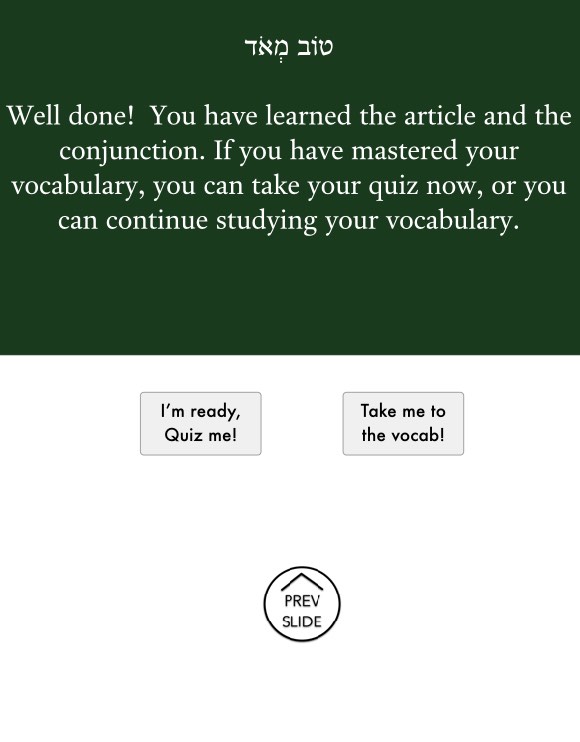 טוֹב מְאֹד
Well done!  You have learned the article and the
conjunction. If you have mastered your
vocabulary, you can take your quiz now, or you
can continue studying your vocabulary.
I’m ready,
Quiz me!
Take me to
the vocab!
PREV
SLIDE